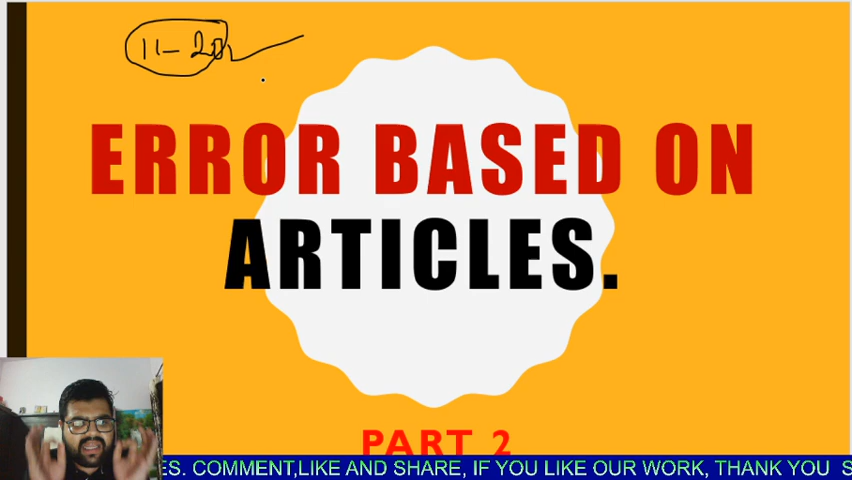 11-20
ERROR BASED ON
ARTICLES.
PART 2
ES. COMMENT,LIKE AND SHARE, IF YOU LIKE OUR WORK, THANK YOU S